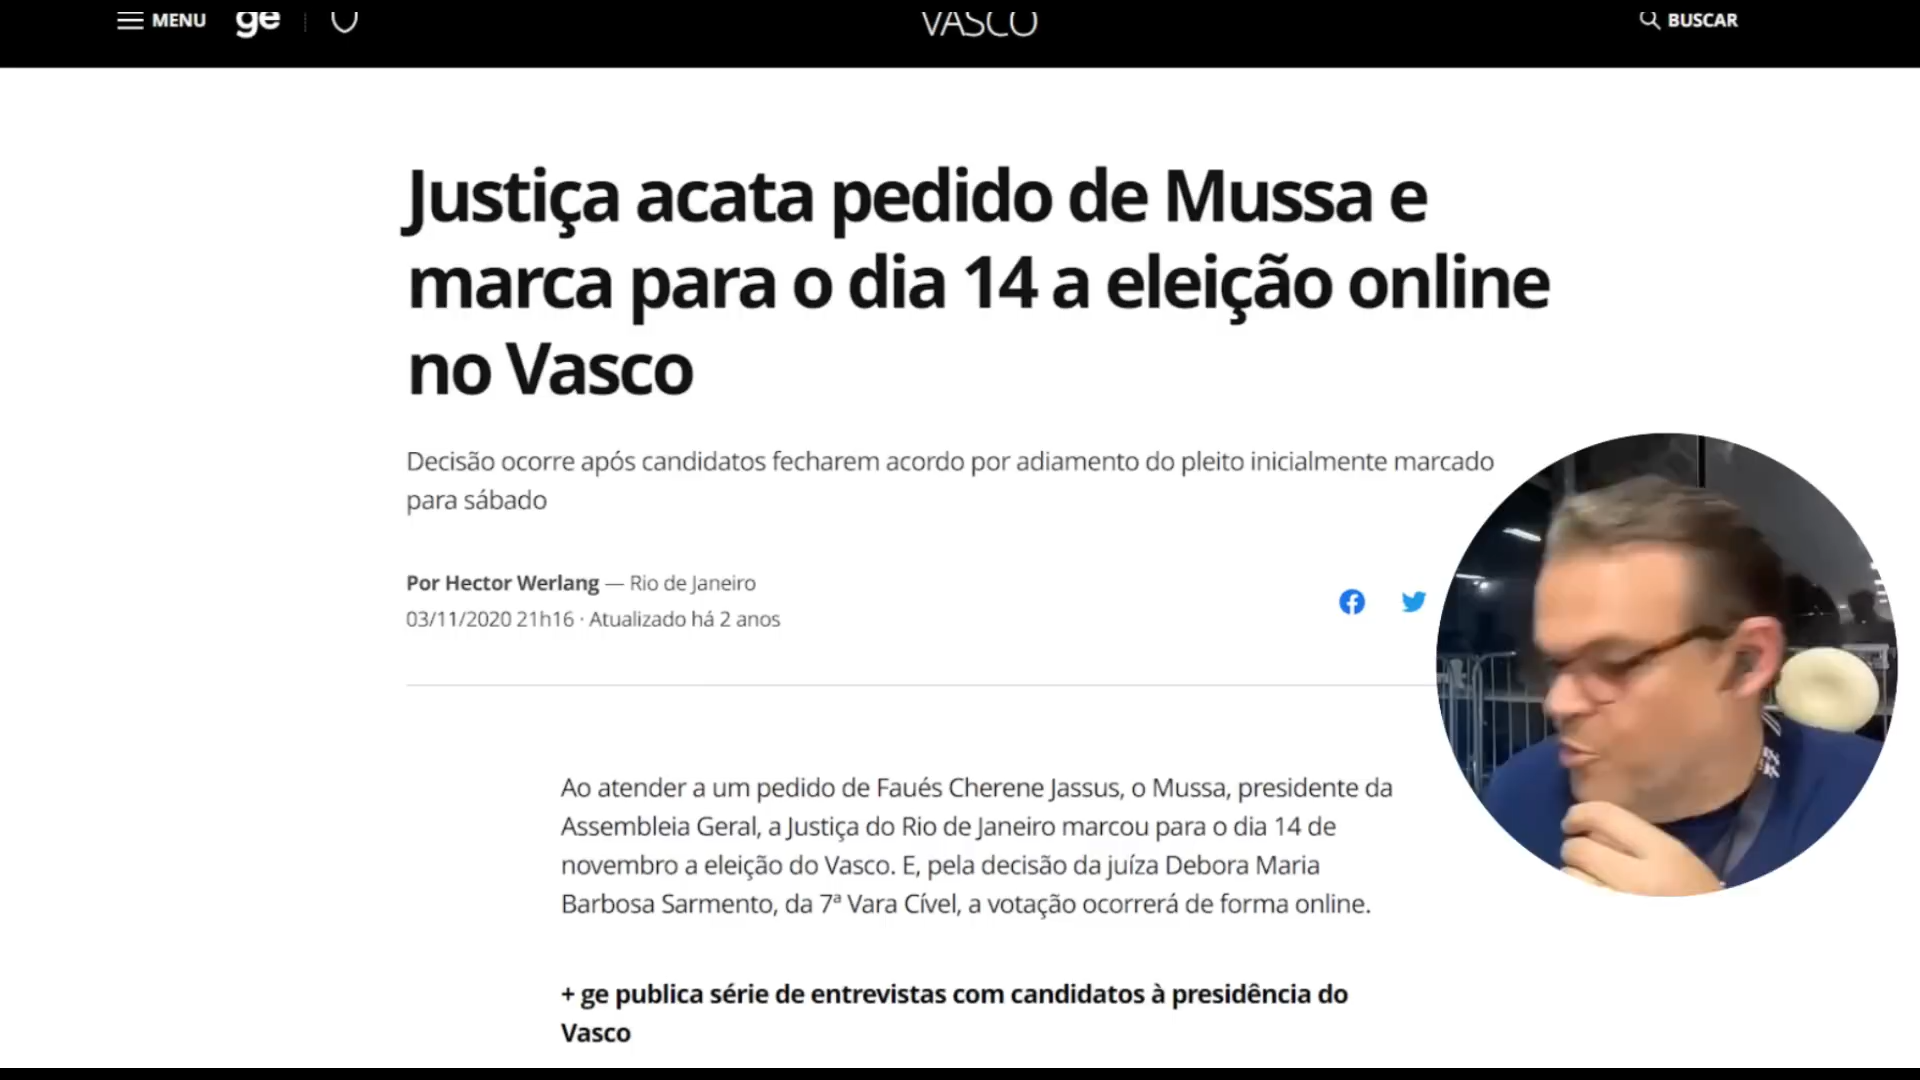 MENU ge VASCO BUSCAR
Justiça acata pedido de Mussa e
marca para o dia 14 a eleição online
no Vasco
Decisão ocorre após candidatos fecharem acordo por adiamento do pleito inicialmente marcado
para sábado
Por Hector Werlang — Rio de Janeiro
03/11/2020 21h16 · Atualizado há 2 anos
Ao atender a um pedido de Faués Cherene Jassus, o Mussa, presidente da
Assembleia Geral, a Justiça do Rio de Janeiro marcou para o dia 14 de
novembro a eleição do Vasco. E, pela decisão da juíza Debora Maria
Barbosa Sarmento, da 7ª Vara Cível, a votação ocorrerá de forma online.
+ ge publica série de entrevistas com candidatos à presidência do
Vasco